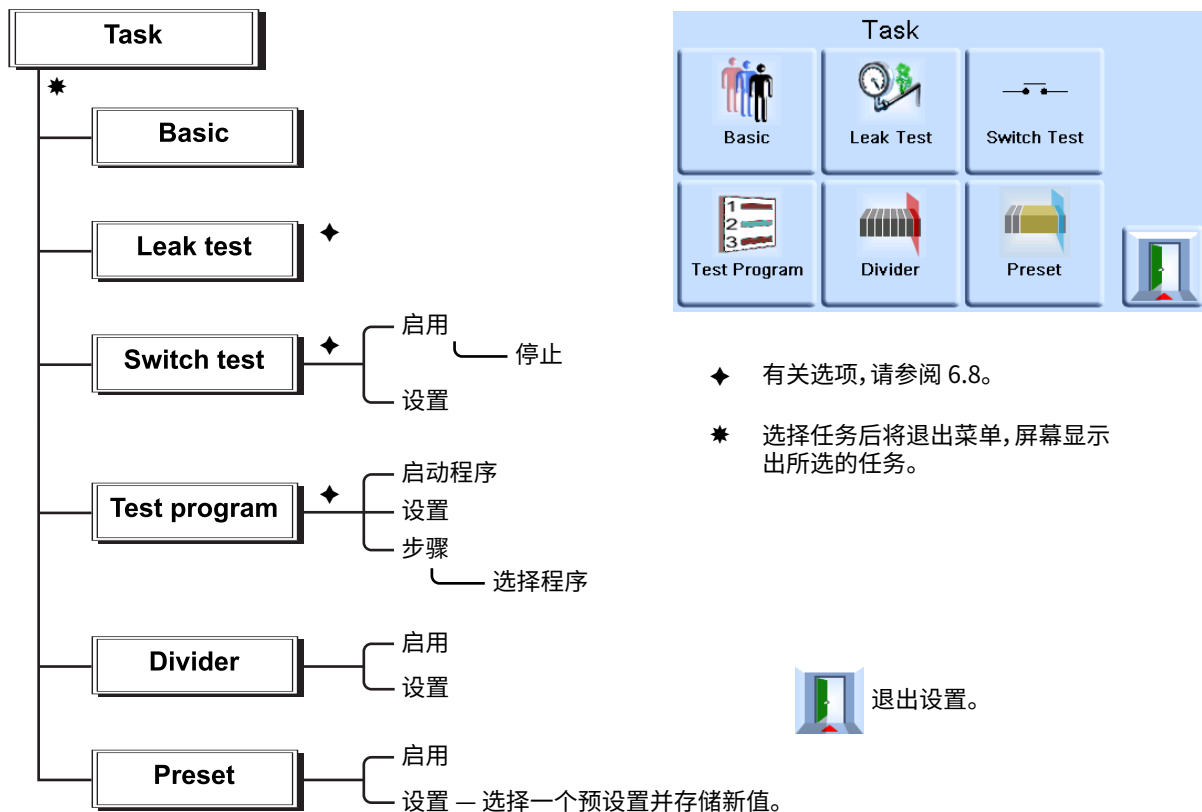 Task
Basic
Leak test
Switch test
启用
停止
设置
Test program
启动程序
设置
步骤
选择程序
Divider
启用
设置
Preset
启用
设置 — 选择一个预设置并存储新值。
Task
Basic
Leak Test
Switch Test
1
2
3
Test Program
Divider
Preset
有关选项，请参阅 6.8。
选择任务后将退出菜单，屏幕显示
出所选的任务。
退出设置。